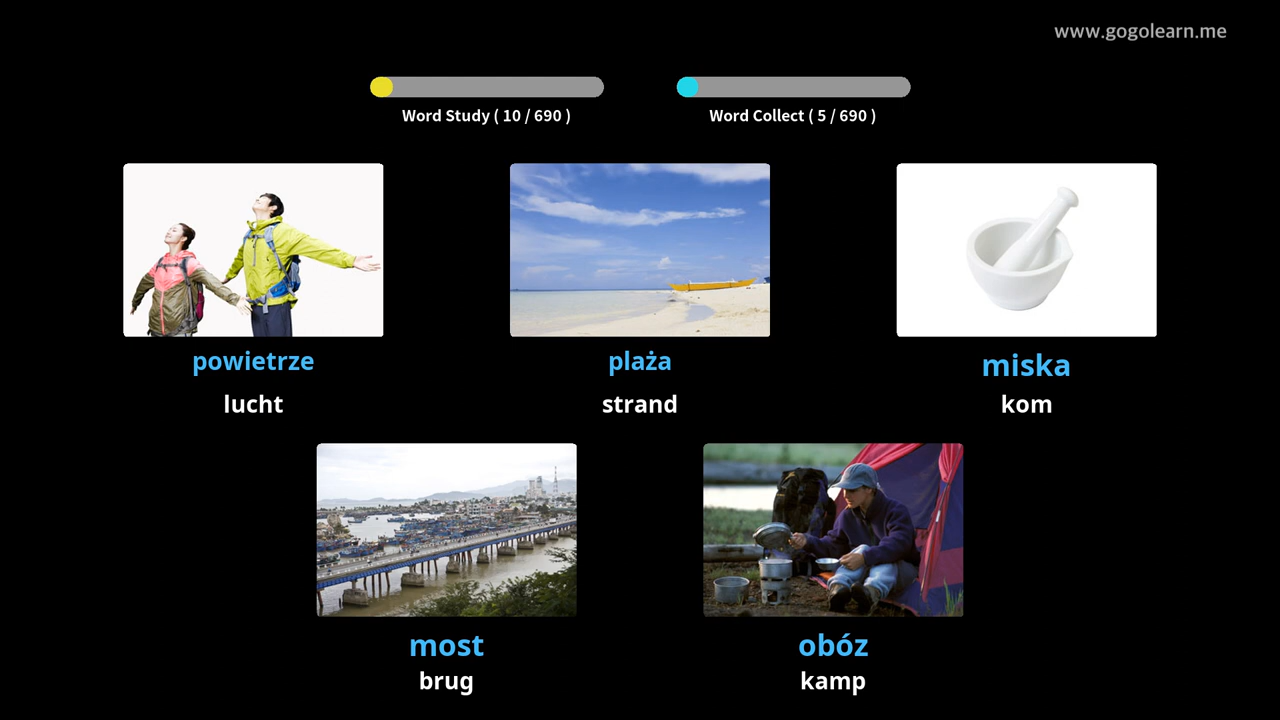 www.gogolearn.me
Word Study ( 10 / 690 )
Word Collect ( 5 / 690 )
powietrze
plaża
miska
lucht
strand
kom
most
obóz
brug
kamp